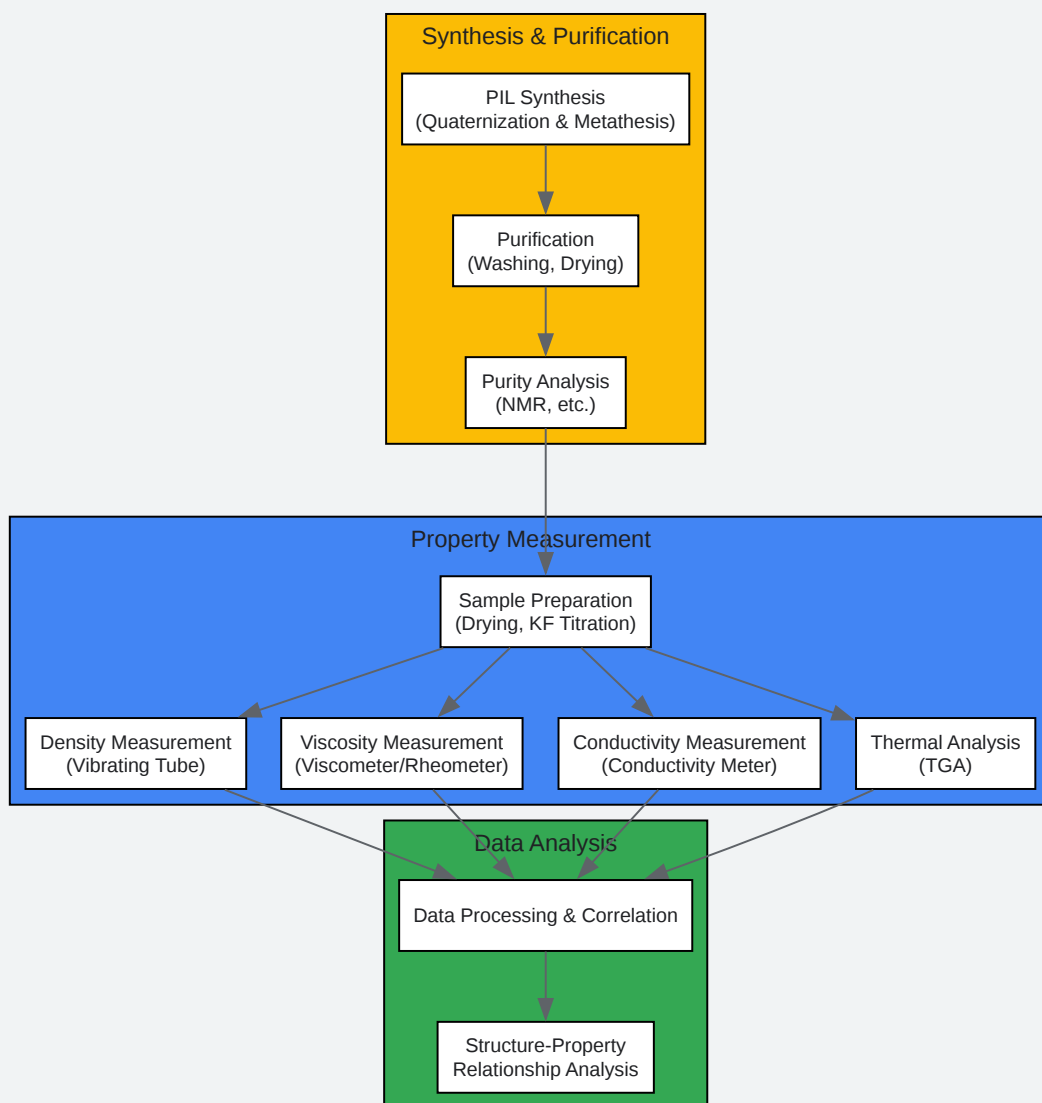 Synthesis & Purification
PIL Synthesis
(Quaternization & Metathesis)
Purification
(Washing, Drying)
Purity Analysis
(NMR, etc.)
Property Measurement
Sample Preparation
(Drying, KF Titration)
Density Measurement
(Vibrating Tube)
Viscosity Measurement
(Viscometer/Rheometer)
Conductivity Measurement
(Conductivity Meter)
Thermal Analysis
(TGA)
Data Analysis
Data Processing & Correlation
Structure-Property
Relationship Analysis